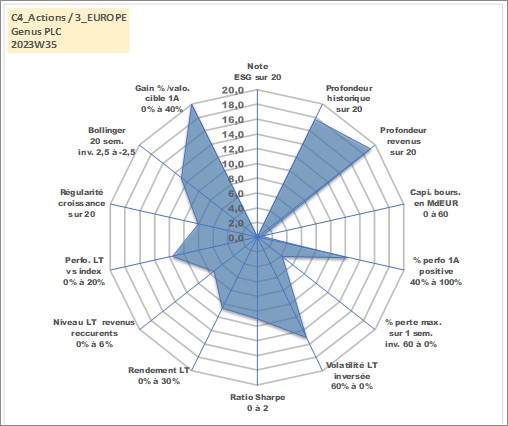 C4_Actions / 3_EUROPE
Genus PLC
2023W35
Note
ESG sur 20
Profondeur
historique
sur 20
Profondeur
revenus
sur 20
Capi. bours.
en MdEUR
0 à 60
% perfo 1A
positive
40% à 100%
% perte max.
sur 1 sem.
inv. 60 à 0%
Volatilité LT
inversée
60% à 0%
Ratio Sharpe
0 à 2
Rendement LT
0% à 30%
Niveau LT revenus
reccurents
0% à 6%
Perfo. LT
vs index
0% à 20%
Régularité
croissance
sur 20
Bollinger
20 sem.
inv. 2,5 à -2,5
Gain % /valo.
cible 1A
0% à 40%
20,0
18,0
16,0
14,0
12,0
10,0
8,0
6,0
4,0
2,0
0,0